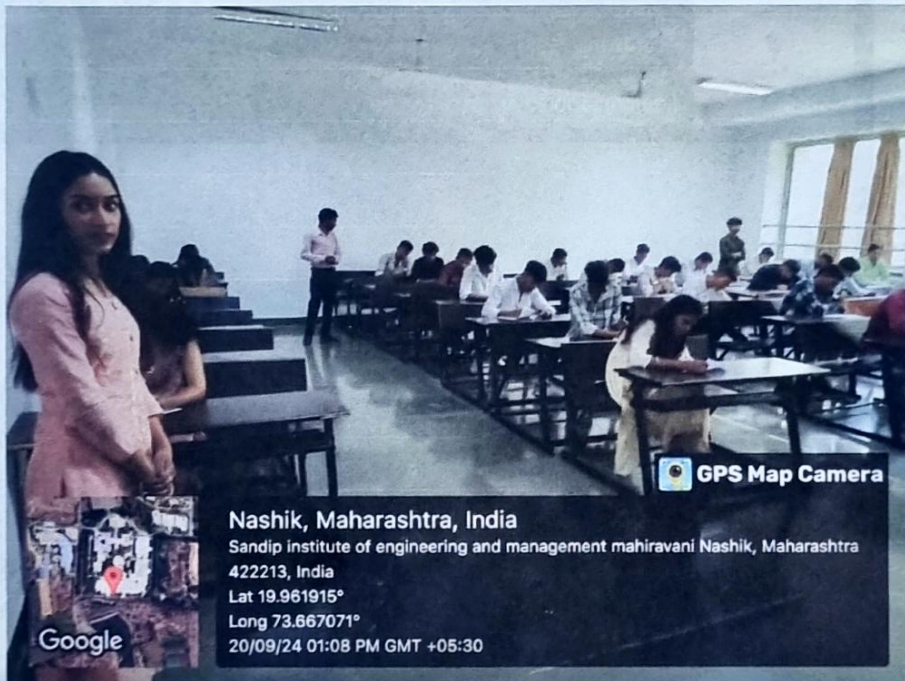 GPS Map Camera
Nashik, Maharashtra, India
Sandip institute of engineering and management mahiravani Nashik, Maharashtra
422213, India
Lat 19.961915°
Long 73.667071°
20/09/24 01:08 PM GMT +05:30
Google